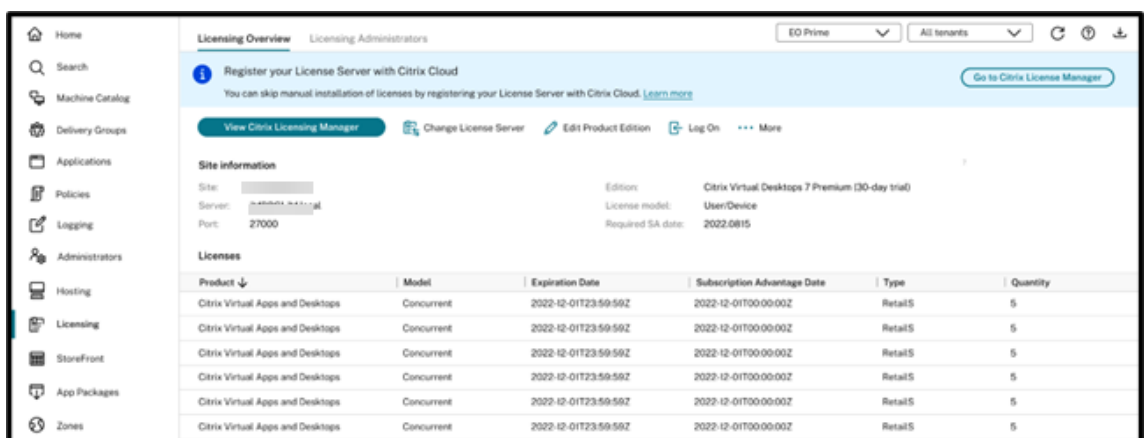 Home
Search
Machine Catalog
Delivery Groups
Applications
Policies
Logging
Administrators
Hosting
Licensing
StoreFront
App Packages
Zones
Licensing Overview Licensing Administrators EO Prime All tenants
Register your License Server with Citrix Cloud
You can skip manual installation of licenses by registering your License Server with Citrix Cloud. Learn more
Go to Citrix License Manager
View Citrix Licensing Manager Change License Server Edit Product Edition Log On ••• More
Site information
Site:
Server:
Port: 27000
Edition: Citrix Virtual Desktops 7 Premium (30-day trial)
License model: User/Device
Required SA date: 2022.0815
Licenses
Product Model Expiration Date Subscription Advantage Date Type Quantity
Citrix Virtual Apps and Desktops Concurrent 2022-12-01T23:59:59Z 2022-12-01T00:00:00Z RetailS 5
Citrix Virtual Apps and Desktops Concurrent 2022-12-01T23:59:59Z 2022-12-01T00:00:00Z RetailS 5
Citrix Virtual Apps and Desktops Concurrent 2022-12-01T23:59:59Z 2022-12-01T00:00:00Z RetailS 5
Citrix Virtual Apps and Desktops Concurrent 2022-12-01T23:59:59Z 2022-12-01T00:00:00Z RetailS 5
Citrix Virtual Apps and Desktops Concurrent 2022-12-01T23:59:59Z 2022-12-01T00:00:00Z RetailS 5
Citrix Virtual Apps and Desktops Concurrent 2022-12-01T23:59:59Z 2022-12-01T00:00:00Z RetailS 5